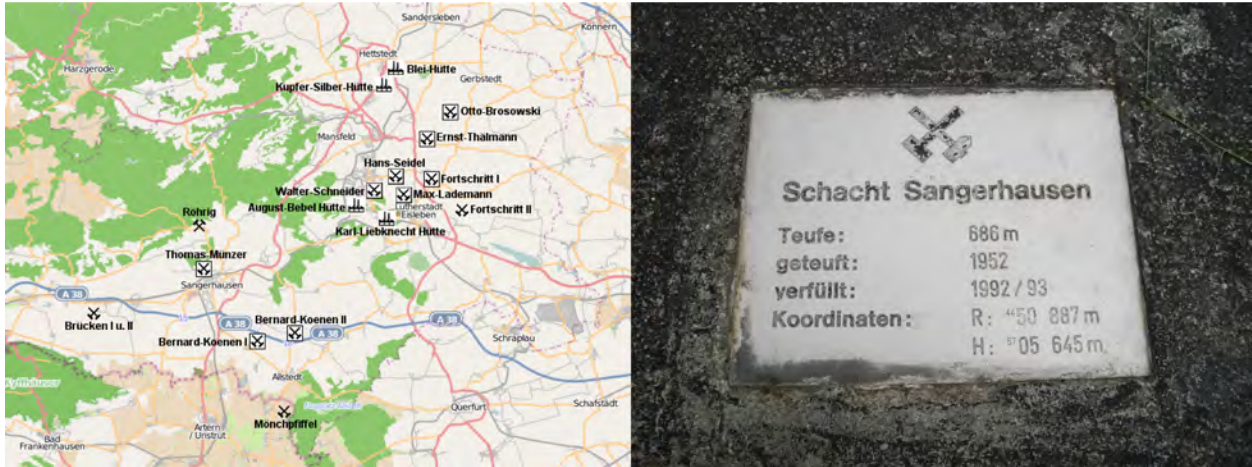 Sandersleben
Könnern
Hettstedt
Harzgerode
Blei-Hütte
Gerbstedt
Kupfer-Silber-Hütte
Otto-Brosowski
Mansfeld
Ernst-Thälmann
Hans-Seidel
Fortschritt I
Walter-Schneider
Max-Lademann
August-Bebel Hütte
Lutherstadt
Eisleben
Fortschritt II
Röhrig
Karl-Liebknecht Hütte
Thomas-Münzer
Sangerhausen
A 38
Brücken I u. II
Bernard-Koenen II
A 38
A 38
Bernard-Koenen I
Schraplau
Allstedt
Kyffhäuser
Mönchpfiffel
Querfurt
Schafstädt
Artern
/ Unstrut
Bad
Frankenhausen
Schacht Sangerhausen
Teufe: 686 m
geteuft: 1952
verfüllt: 1992/93
Koordinaten: R: ⁴⁴50 887 m
H: ⁵⁷05 645 m